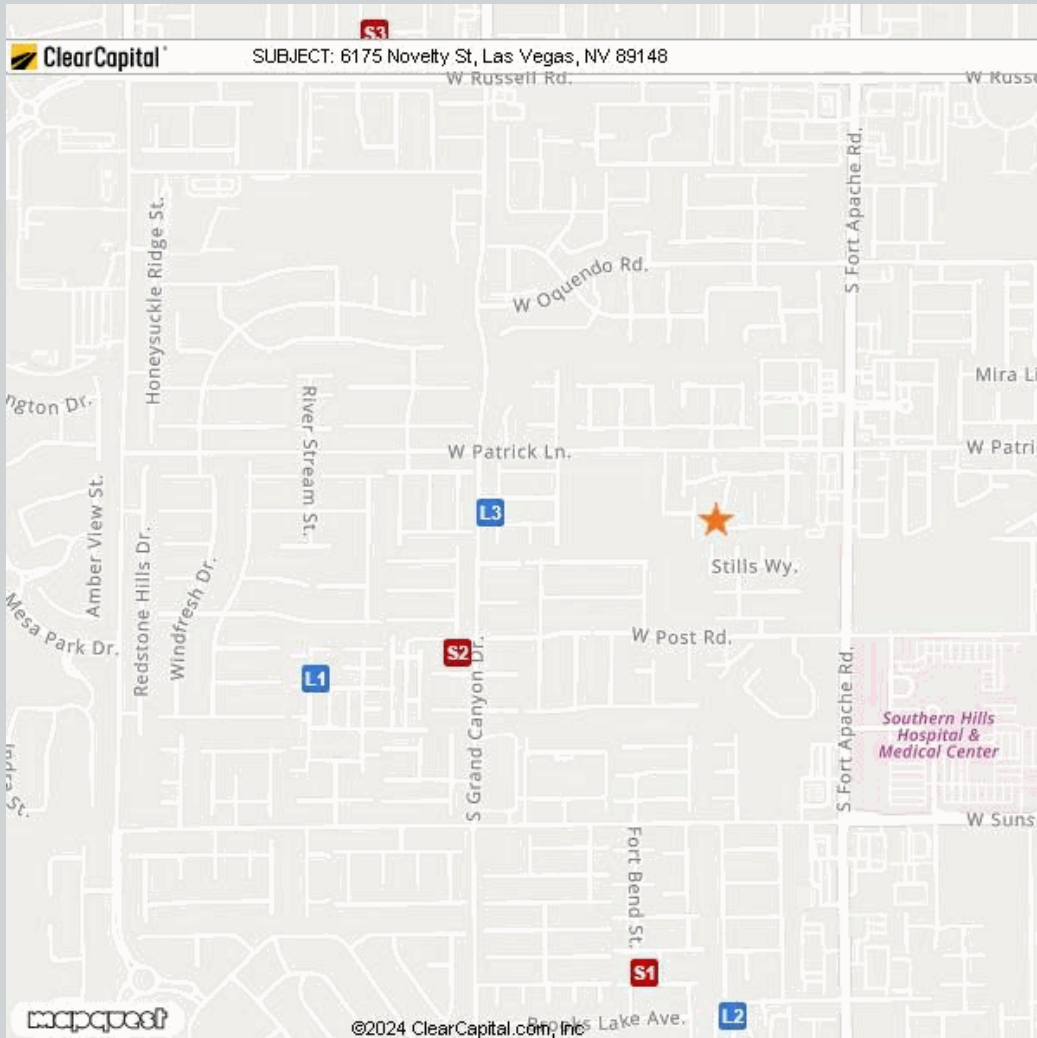 S3
ClearCapital
SUBJECT: 6175 Novelty St, Las Vegas, NV 89148
W Russell Rd.
W Russe
S Fort Apache Rd.
Honeysuckle Ridge St.
W Oquendo Rd.
Mira Li
ngton Dr.
River Stream St.
W Patrick Ln.
W Patri
Amber View St.
L3
Redstone Hills Dr.
Windfresh Dr.
Stills Wy.
Mesa Park Dr.
W Post Rd.
S2
L1
S Grand Canyon Dr.
S Fort Apache Rd.
Southern Hills
Hospital &
Medical Center
Indra St.
W Suns
Fort Bend St.
S1
L2
Brooks Lake Ave.
mapquest
©2024 ClearCapital.com, Inc